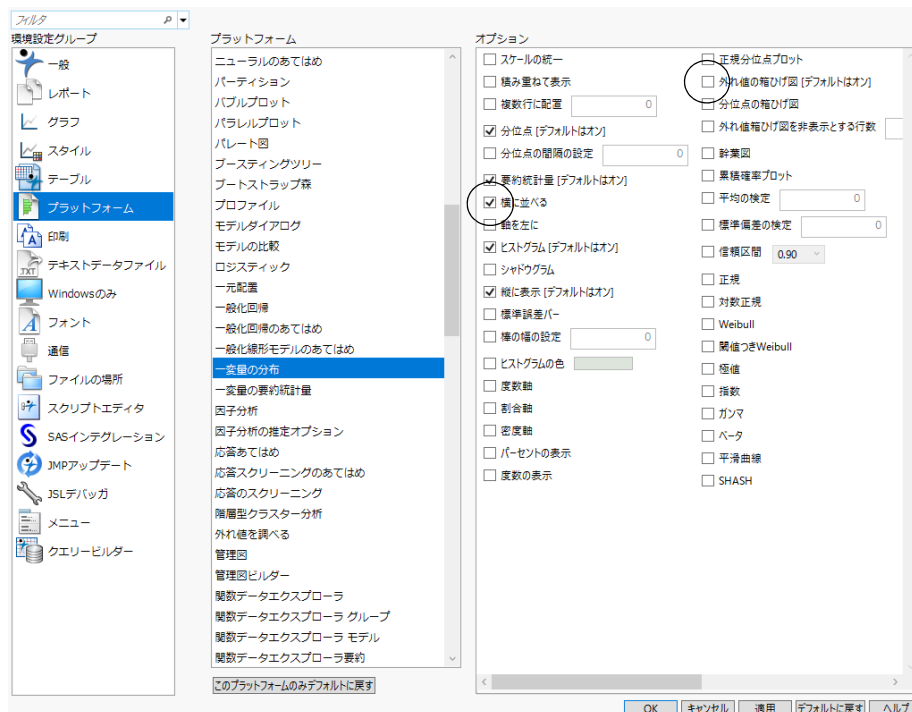 フィルタ
環境設定グループ
一般
レポート
グラフ
スタイル
テーブル
プラットフォーム
印刷
テキストデータファイル
Windowsのみ
フォント
通信
ファイルの場所
スクリプトエディタ
SASインテグレーション
JMPアップデート
JSLデバッガ
メニュー
クエリービルダー
プラットフォーム
ニューラルのあてはめ
パーティション
バブルプロット
パラレルプロット
パレート図
ブースティングツリー
ブートストラップ森
プロファイル
モデルダイアログ
モデルの比較
ロジスティック
一元配置
一般化回帰
一般化回帰のあてはめ
一般化線形モデルのあてはめ
一変量の分布
一変量の要約統計量
因子分析
因子分析の推定オプション
応答あてはめ
応答スクリーニングのあてはめ
応答のスクリーニング
階層型クラスター分析
外れ値を調べる
管理図
管理図ビルダー
関数データエクスプローラ
関数データエクスプローラ グループ
関数データエクスプローラ モデル
関数データエクスプローラ要約
このプラットフォームのみデフォルトに戻す
オプション
スケールの統一
積み重ねて表示
複数行に配置 0
分位点 [デフォルトはオン]
分位点の間隔の設定 0
要約統計量 [デフォルトはオン]
横に並べる
軸を左に
ヒストグラム [デフォルトはオン]
シャドウグラム
縦に表示 [デフォルトはオン]
標準誤差バー
棒の幅の設定 0
ヒストグラムの色
度数軸
割合軸
密度軸
パーセントの表示
度数の表示
正規分位点プロット
外れ値の箱ひげ図 [デフォルトはオン]
分位点の箱ひげ図
外れ値箱ひげ図を非表示とする行数
幹葉図
累積確率プロット
平均の検定 0
標準偏差の検定 0
信頼区間 0.90
正規
対数正規
Weibull
閾値つきWeibull
極値
指数
ガンマ
ベータ
平滑曲線
SHASH
OK キャンセル 適用 デフォルトに戻す ヘルプ